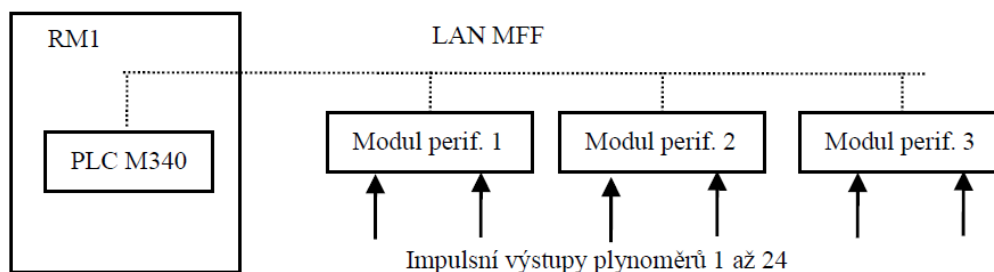 RM1
LAN MFF
PLC M340
Modul perif. 1
Modul perif. 2
Modul perif. 3
Impulsní výstupy plynoměrů 1 až 24